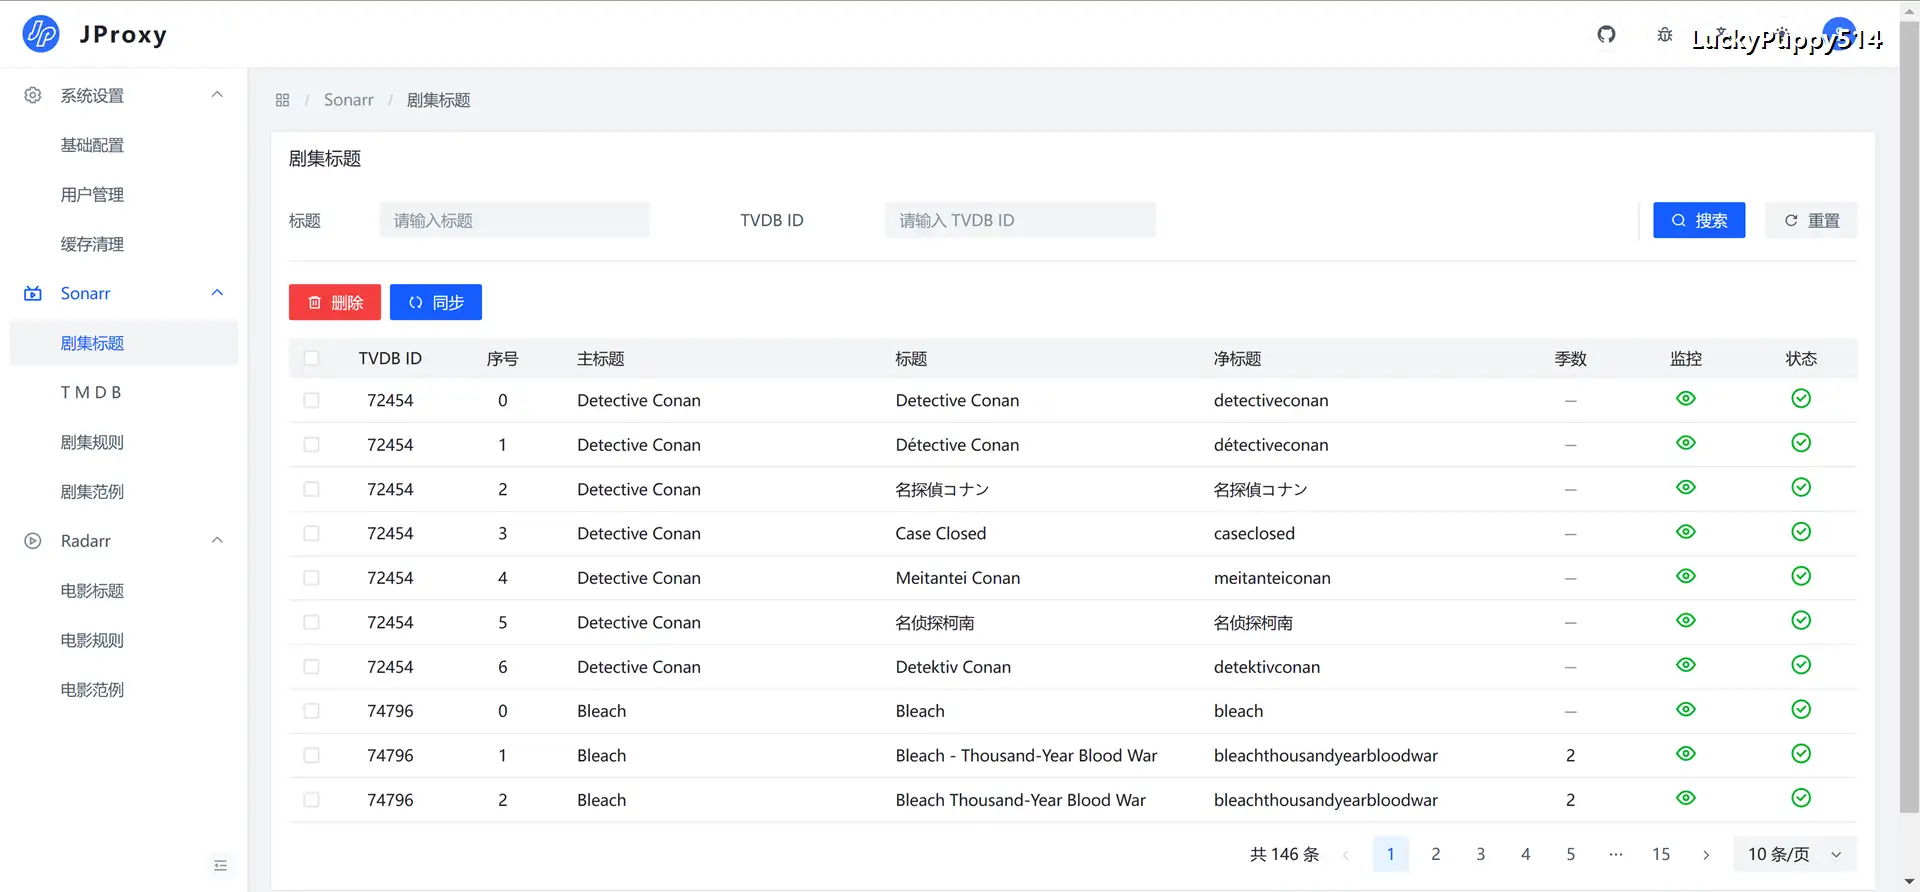 JProxy
LuckyPuppy514
系统设置
基础配置
用户管理
缓存清理
Sonarr
剧集标题
T M D B
剧集规则
剧集范例
Radarr
电影标题
电影规则
电影范例
/ Sonarr / 剧集标题
剧集标题
标题 请输入标题 TVDB ID 请输入 TVDB ID 搜索 重置
删除 同步
TVDB ID 序号 主标题 标题 净标题 季数 监控 状态
72454 0 Detective Conan Detective Conan detectiveconan —
72454 1 Detective Conan Détective Conan détectiveconan —
72454 2 Detective Conan 名探偵コナン 名探偵コナン —
72454 3 Detective Conan Case Closed caseclosed —
72454 4 Detective Conan Meitantei Conan meitanteiconan —
72454 5 Detective Conan 名侦探柯南 名侦探柯南 —
72454 6 Detective Conan Detektiv Conan detektivconan —
74796 0 Bleach Bleach bleach —
74796 1 Bleach Bleach - Thousand-Year Blood War bleachthousandyearbloodwar 2
74796 2 Bleach Bleach Thousand-Year Blood War bleachthousandyearbloodwar 2
共 146 条 1 2 3 4 5 ··· 15 10 条/页